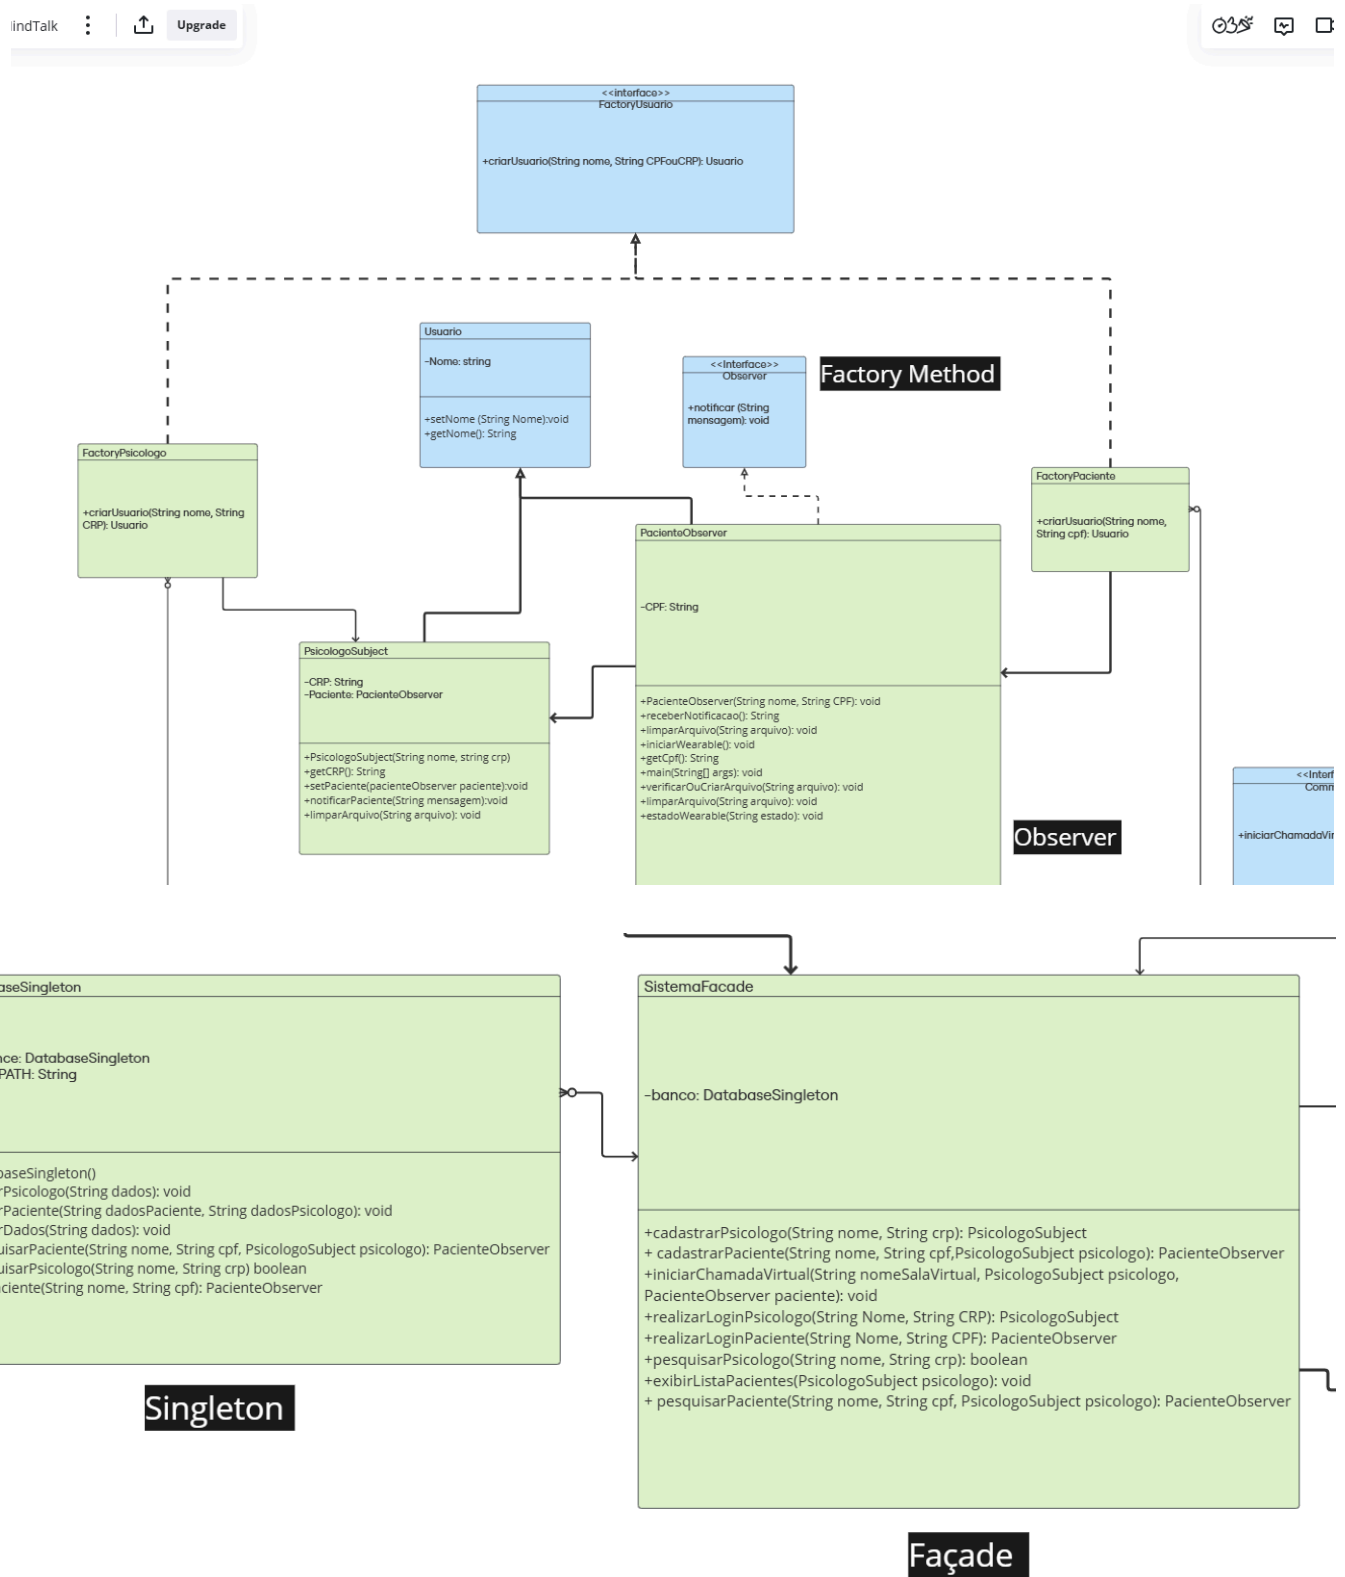 indTalk
Upgrade
<<interface>>
FactoryUsuario
+criarUsuario(String nome, String CPFouCRP): Usuario
Usuario
-Nome: string
+setNome (String Nome):void
+getNome(): String
<<Interface>>
Observer
+notificar (String
mensagem): void
Factory Method
FactoryPsicologo
+criarUsuario(String nome, String
CRP): Usuario
FactoryPaciente
+criarUsuario(String nome,
String cpf): Usuario
PacienteObserver
-CPF: String
+PacienteObserver(String nome, String CPF): void
+receberNotificacao(): String
+limparArquivo(String arquivo): void
+iniciarWearable(): void
+getCpf(): String
+main(String[] args): void
+verificarOuCriarArquivo(String arquivo): void
+limparArquivo(String arquivo): void
+estadoWearable(String estado): void
PsicologoSubject
-CRP: String
-Paciente: PacienteObserver
+PsicologoSubject(String nome, string crp)
+getCRP(): String
+setPaciente(pacienteObserver paciente):void
+notificarPaciente(String mensagem):void
+limparArquivo(String arquivo): void
Observer
<<Interf
Comm
+iniciarChamadaVir
aseSingleton
nce: DatabaseSingleton
PATH: String
baseSingleton()
rPsicologo(String dados): void
rPaciente(String dadosPaciente, String dadosPsicologo): void
rDados(String dados): void
uisarPaciente(String nome, String cpf, PsicologoSubject psicologo): PacienteObserver
uisarPsicologo(String nome, String crp) boolean
aciente(String nome, String cpf): PacienteObserver
Singleton
SistemaFacade
-banco: DatabaseSingleton
+cadastrarPsicologo(String nome, String crp): PsicologoSubject
+ cadastrarPaciente(String nome, String cpf,PsicologoSubject psicologo): PacienteObserver
+iniciarChamadaVirtual(String nomeSalaVirtual, PsicologoSubject psicologo,
PacienteObserver paciente): void
+realizarLoginPsicologo(String Nome, String CRP): PsicologoSubject
+realizarLoginPaciente(String Nome, String CPF): PacienteObserver
+pesquisarPsicologo(String nome, String crp): boolean
+exibirListaPacientes(PsicologoSubject psicologo): void
+ pesquisarPaciente(String nome, String cpf, PsicologoSubject psicologo): PacienteObserver
Façade